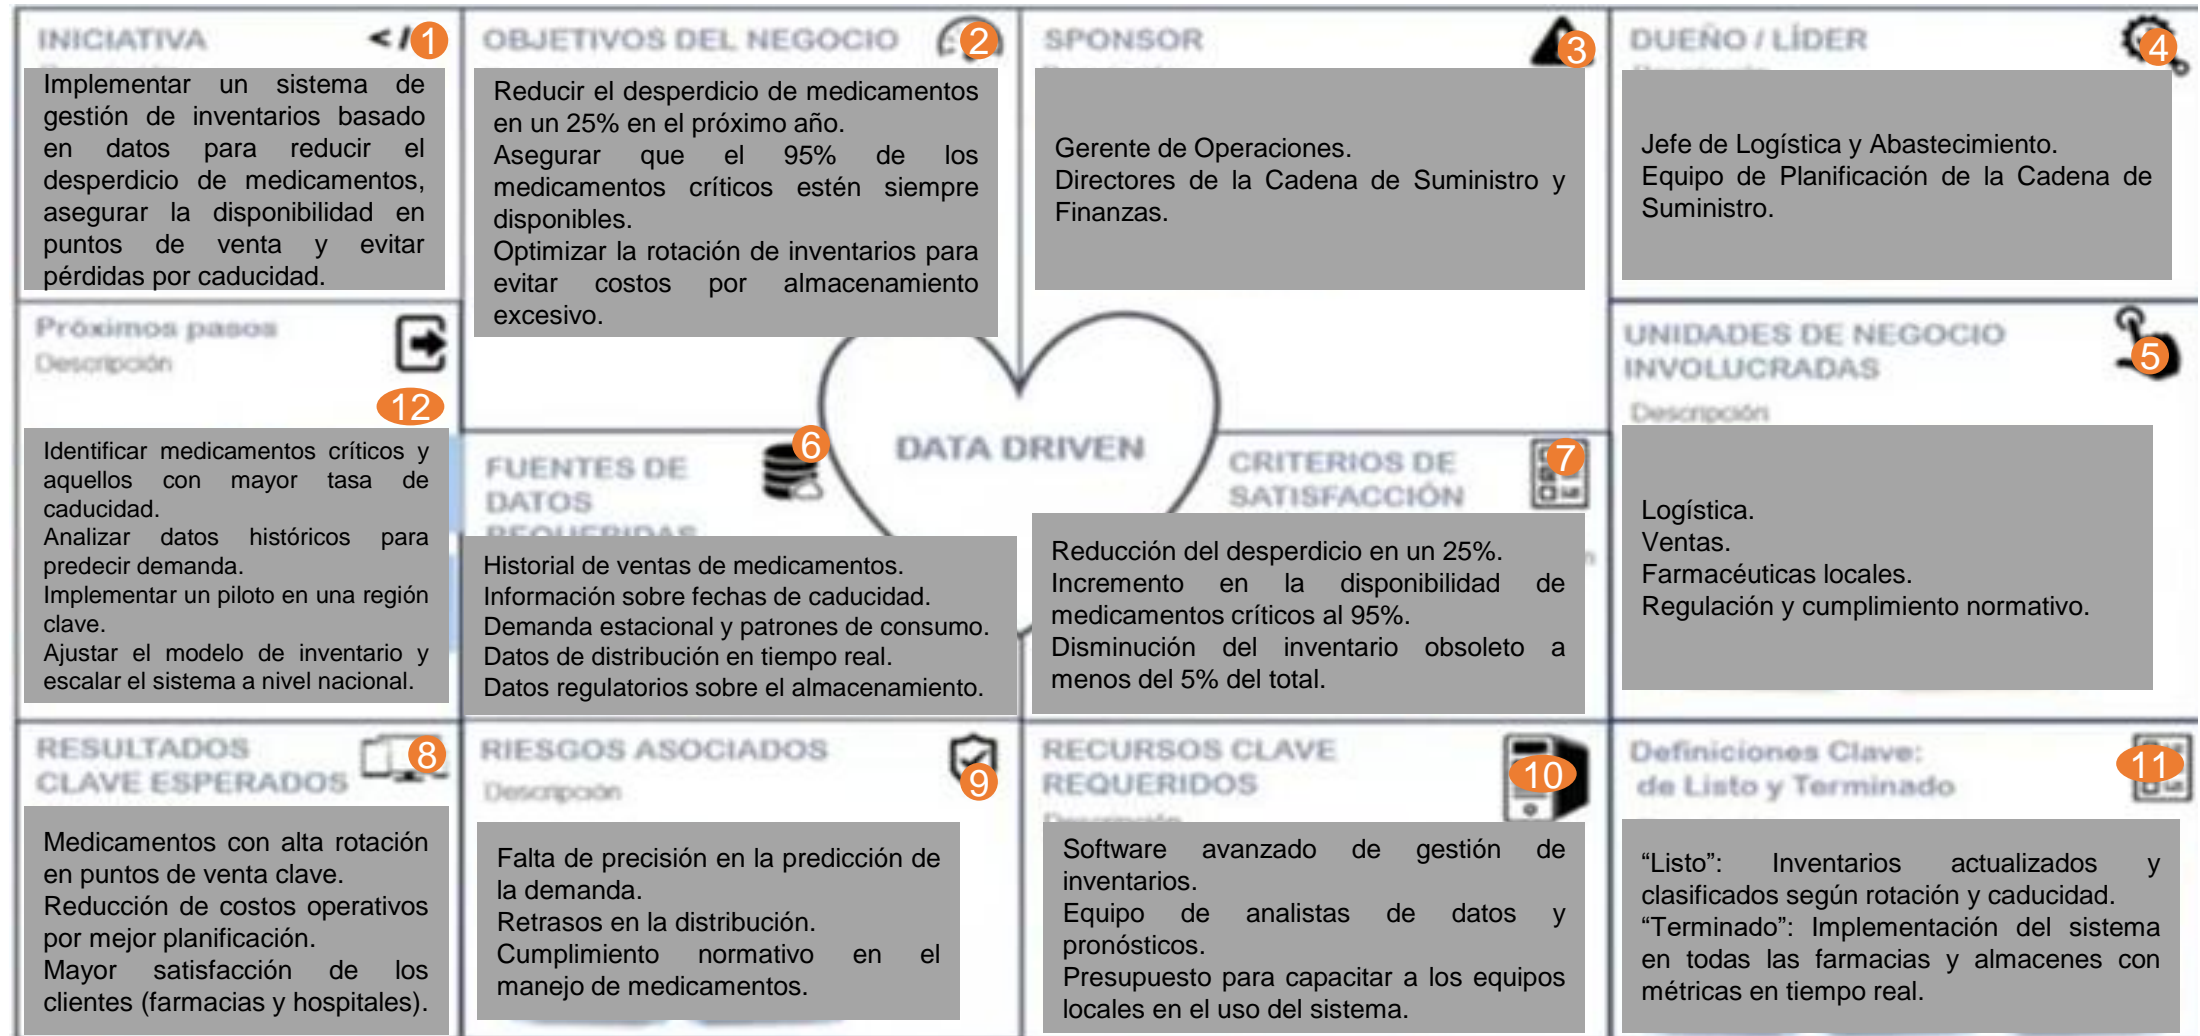 INICIATIVA
</
1
Implementar un sistema de
gestión de inventarios basado
en datos para reducir el
desperdicio de medicamentos,
asegurar la disponibilidad en
puntos de venta y evitar
pérdidas por caducidad.
OBJETIVOS DEL NEGOCIO
2
Reducir el desperdicio de medicamentos
en un 25% en el próximo año.
Asegurar que el 95% de los
medicamentos críticos estén siempre
disponibles.
Optimizar la rotación de inventarios para
evitar costos por almacenamiento
excesivo.
SPONSOR
3
Gerente de Operaciones.
Directores de la Cadena de Suministro y
Finanzas.
DUEÑO / LÍDER
4
Jefe de Logística y Abastecimiento.
Equipo de Planificación de la Cadena de
Suministro.
Próximos pasos
Descripción
12
Identificar medicamentos críticos y
aquellos con mayor tasa de
caducidad.
Analizar datos históricos para
predecir demanda.
Implementar un piloto en una región
clave.
Ajustar el modelo de inventario y
escalar el sistema a nivel nacional.
DATA DRIVEN
FUENTES DE
DATOS
REQUERIDAS
6
Historial de ventas de medicamentos.
Información sobre fechas de caducidad.
Demanda estacional y patrones de consumo.
Datos de distribución en tiempo real.
Datos regulatorios sobre el almacenamiento.
CRITERIOS DE
SATISFACCIÓN
7
Reducción del desperdicio en un 25%.
Incremento en la disponibilidad de
medicamentos críticos al 95%.
Disminución del inventario obsoleto a
menos del 5% del total.
UNIDADES DE NEGOCIO
INVOLUCRADAS
5
Descripción
Logística.
Ventas.
Farmacéuticas locales.
Regulación y cumplimiento normativo.
RESULTADOS
CLAVE ESPERADOS
8
Medicamentos con alta rotación
en puntos de venta clave.
Reducción de costos operativos
por mejor planificación.
Mayor satisfacción de los
clientes (farmacias y hospitales).
RIESGOS ASOCIADOS
Descripción
9
Falta de precisión en la predicción de
la demanda.
Retrasos en la distribución.
Cumplimiento normativo en el
manejo de medicamentos.
RECURSOS CLAVE
REQUERIDOS
10
Software avanzado de gestión de
inventarios.
Equipo de analistas de datos y
pronósticos.
Presupuesto para capacitar a los equipos
locales en el uso del sistema.
Definiciones Clave:
de Listo y Terminado
11
“Listo”: Inventarios actualizados y
clasificados según rotación y caducidad.
“Terminado”: Implementación del sistema
en todas las farmacias y almacenes con
métricas en tiempo real.